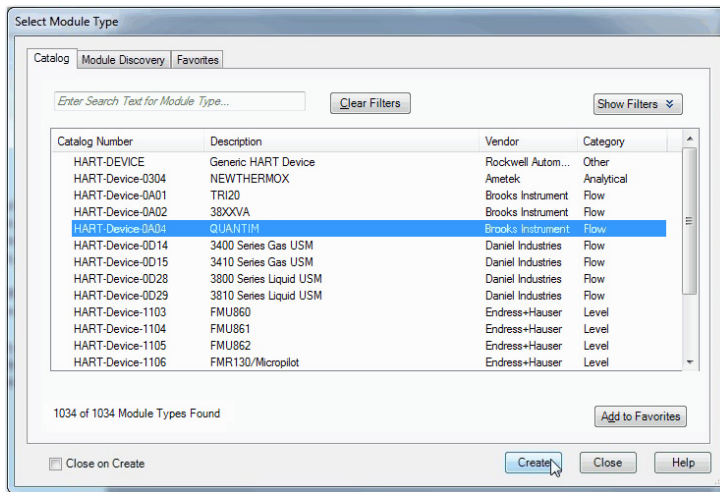 Select Module Type
Catalog Module Discovery Favorites
Enter Search Text for Module Type... Clear Filters Show Filters
Catalog Number Description Vendor Category
HART-DEVICE Generic HART Device Rockwell Autom... Other
HART-Device-0304 NEWTHERMOX Ametek Analytical
HART-Device-0A01 TRI20 Brooks Instrument Flow
HART-Device-0A02 38XXVA Brooks Instrument Flow
HART-Device-0A04 QUANTIM Brooks Instrument Flow
HART-Device-0D14 3400 Series Gas USM Daniel Industries Flow
HART-Device-0D15 3410 Series Gas USM Daniel Industries Flow
HART-Device-0D28 3800 Series Liquid USM Daniel Industries Flow
HART-Device-0D29 3810 Series Liquid USM Daniel Industries Flow
HART-Device-1103 FMU860 Endress+Hauser Level
HART-Device-1104 FMU861 Endress+Hauser Level
HART-Device-1105 FMU862 Endress+Hauser Level
HART-Device-1106 FMR130/Micropilot Endress+Hauser Level
1034 of 1034 Module Types Found Add to Favorites
Close on Create Create Close Help